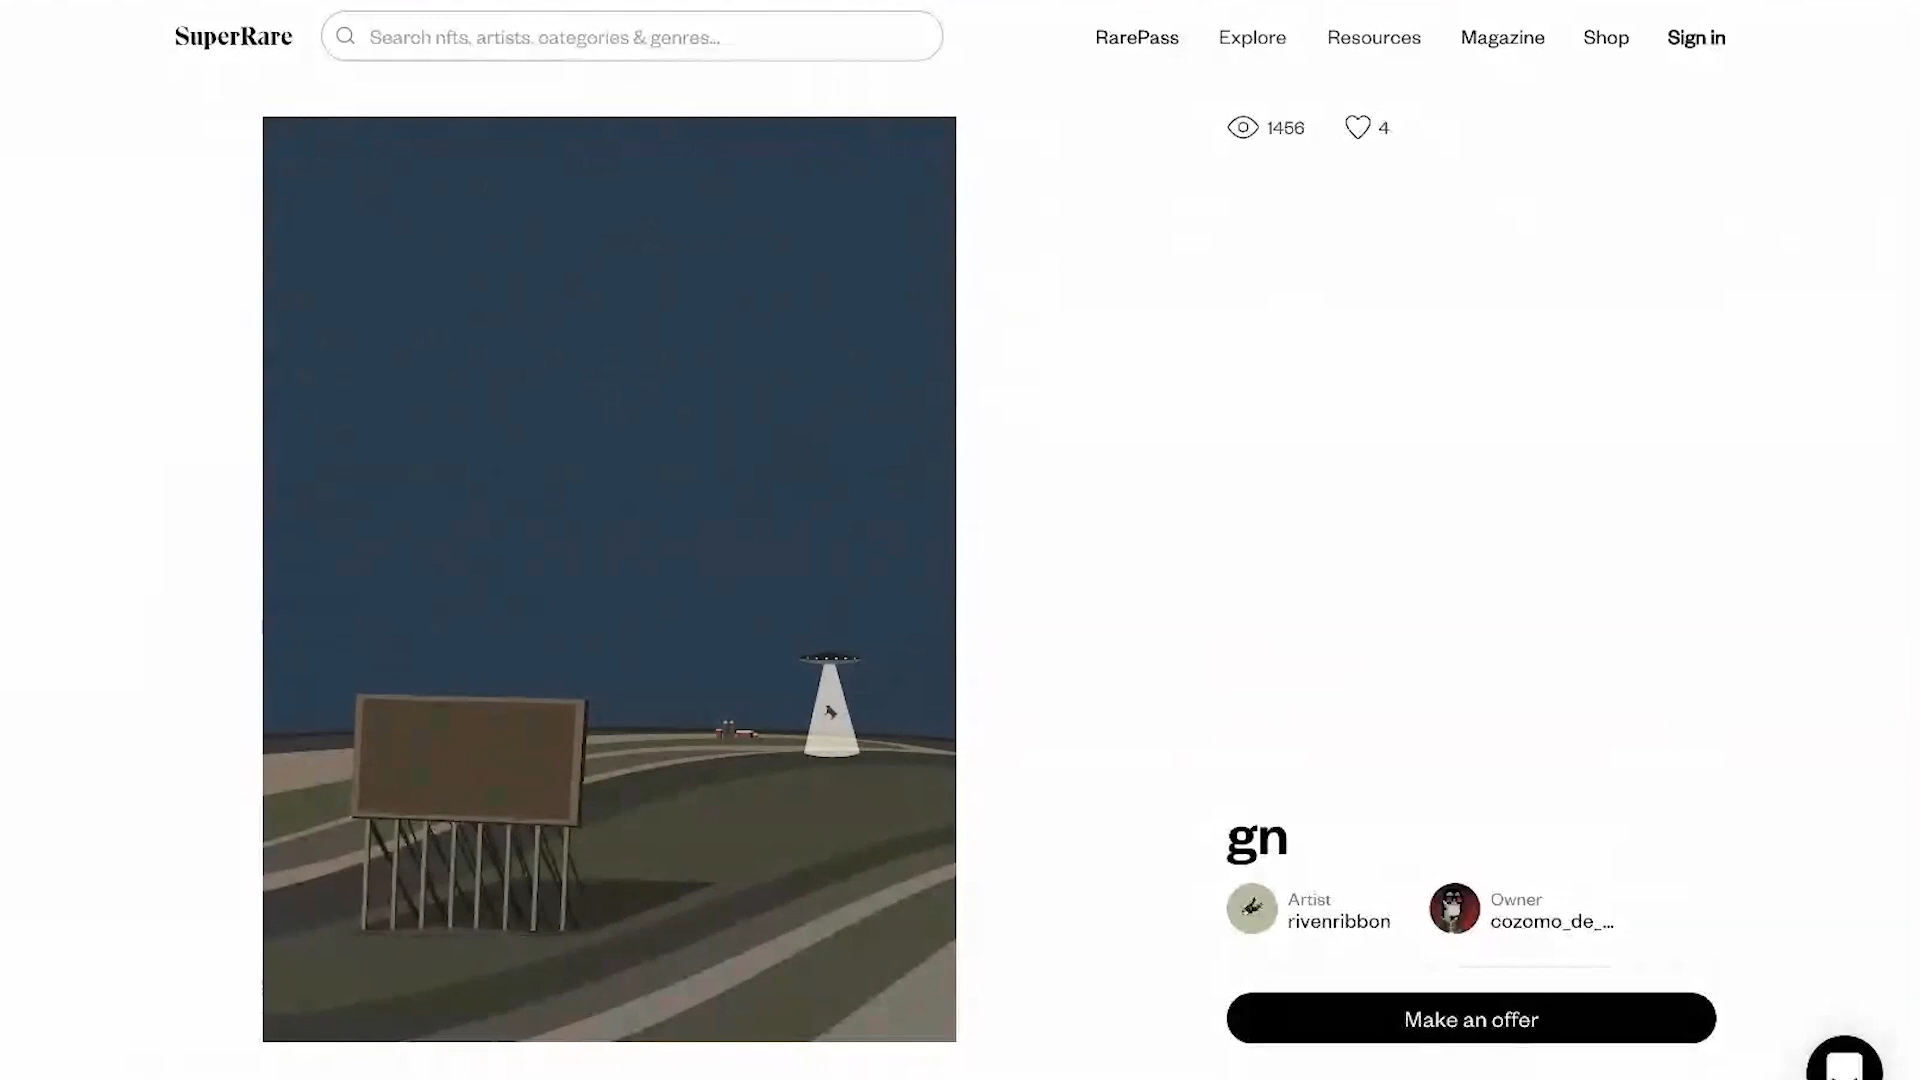 SuperRare
Search nfts, artists, categories & genres...
RarePass
Explore
Resources
Magazine
Shop
Sign in
1456
4
gn
Artist
rivenribbon
Owner
cozomo_de_...
Make an offer